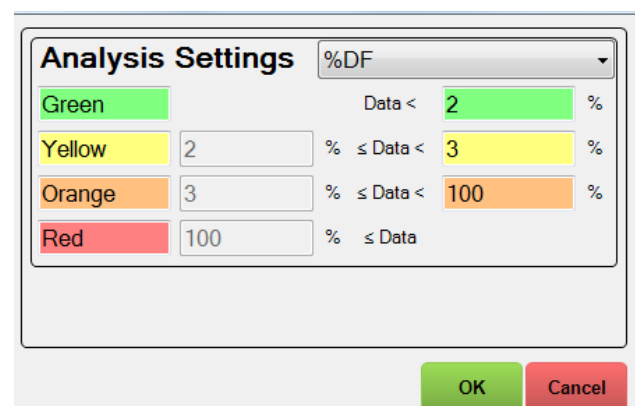 Analysis Settings %DF
Green Data < 2 %
Yellow 2 % ≤ Data < 3 %
Orange 3 % ≤ Data < 100 %
Red 100 % ≤ Data
OK Cancel